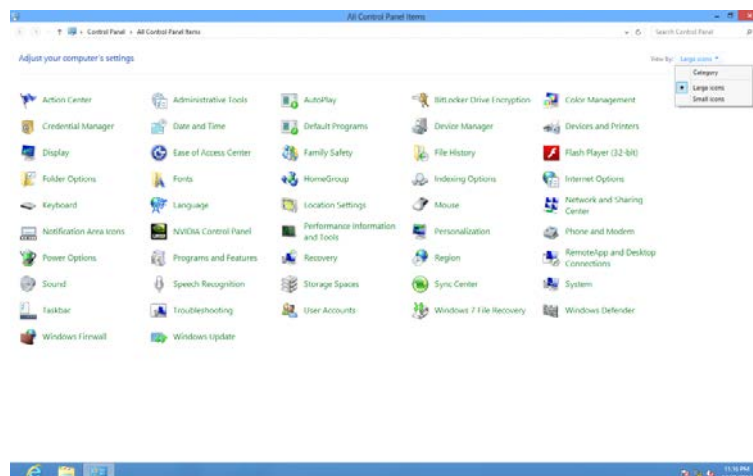 All Control Panel Items
Control Panel All Control Panel Items Search Control Panel
Adjust your computer's settings View by: Large icons
Category
Large icons
Small icons
Action Center Administrative Tools AutoPlay BitLocker Drive Encryption Color Management
Credential Manager Date and Time Default Programs Device Manager Devices and Printers
Display Ease of Access Center Family Safety File History Flash Player (32-bit)
Folder Options Fonts HomeGroup Indexing Options Internet Options
Keyboard Language Location Settings Mouse Network and Sharing
Center
Notification Area Icons NVIDIA Control Panel Performance Information
and Tools Personalization Phone and Modem
Power Options Programs and Features Recovery Region RemoteApp and Desktop
Connections
Sound Speech Recognition Storage Spaces Sync Center System
Taskbar Troubleshooting User Accounts Windows 7 File Recovery Windows Defender
Windows Firewall Windows Update